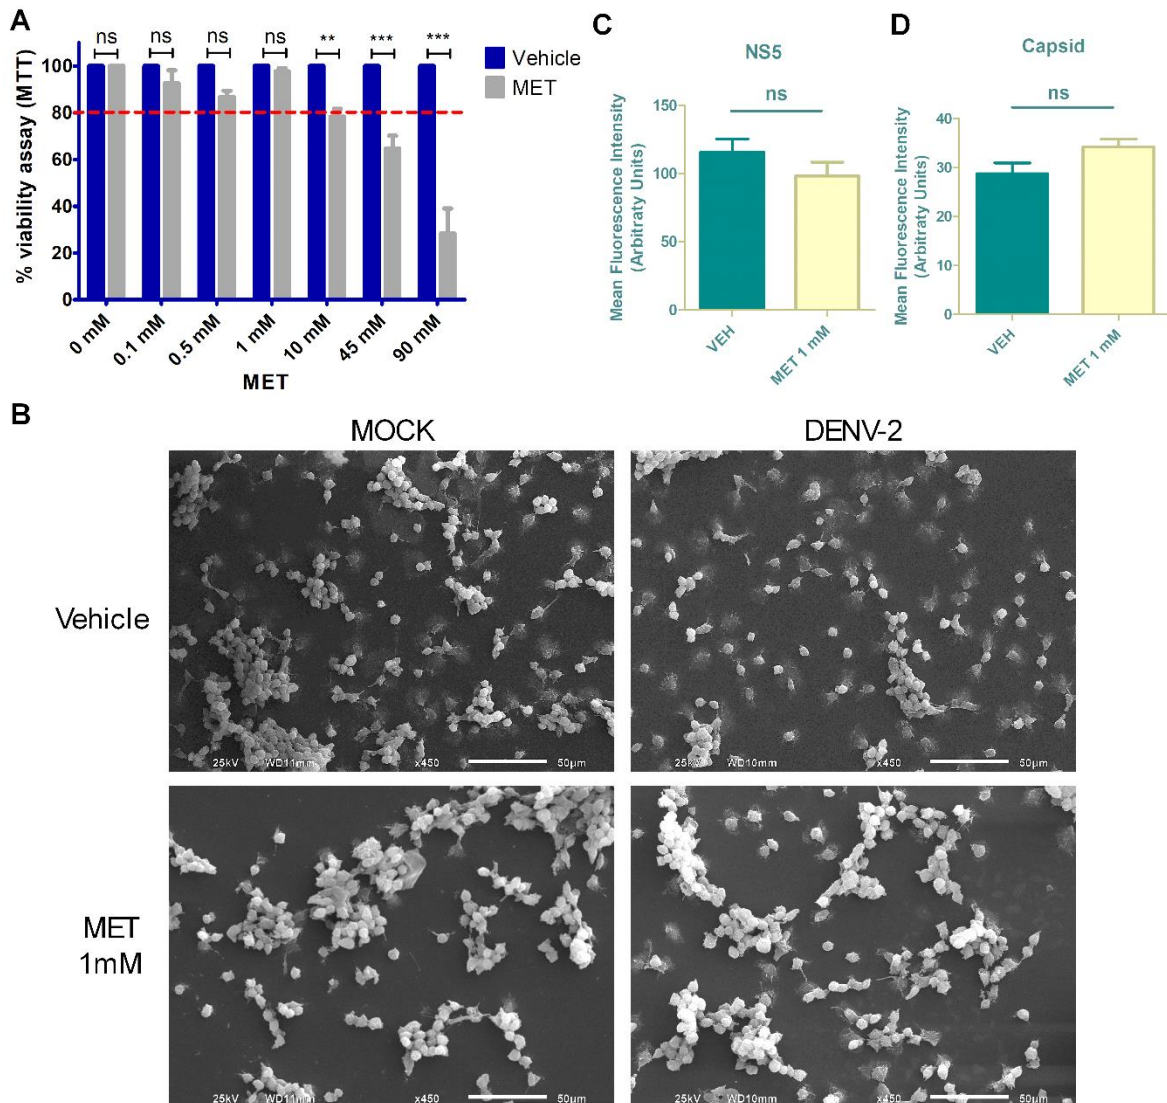 A
ns
ns
ns
ns
**
***
***
Vehicle
MET
% viability assay (MTT)
100
80
60
40
20
0
0 mM
0.1 mM
0.5 mM
1 mM
10 mM
45 mM
90 mM
MET
C
NS5
ns
Mean Fluorescence Intensity
(Arbitraty Units)
150
100
50
0
VEH
MET 1 mM
D
Capsid
ns
Mean Fluorescence Intensity
(Arbitraty Units)
40
30
30
10
0
VEH
MET 1 mM
B
MOCK
DENV-2
Vehicle
25kV WD11mm x450 50µm
25kV WD10mm x450 50µm
MET
1mM
25kV WD11mm x450 50µm
25kV WD10mm x450 50µm